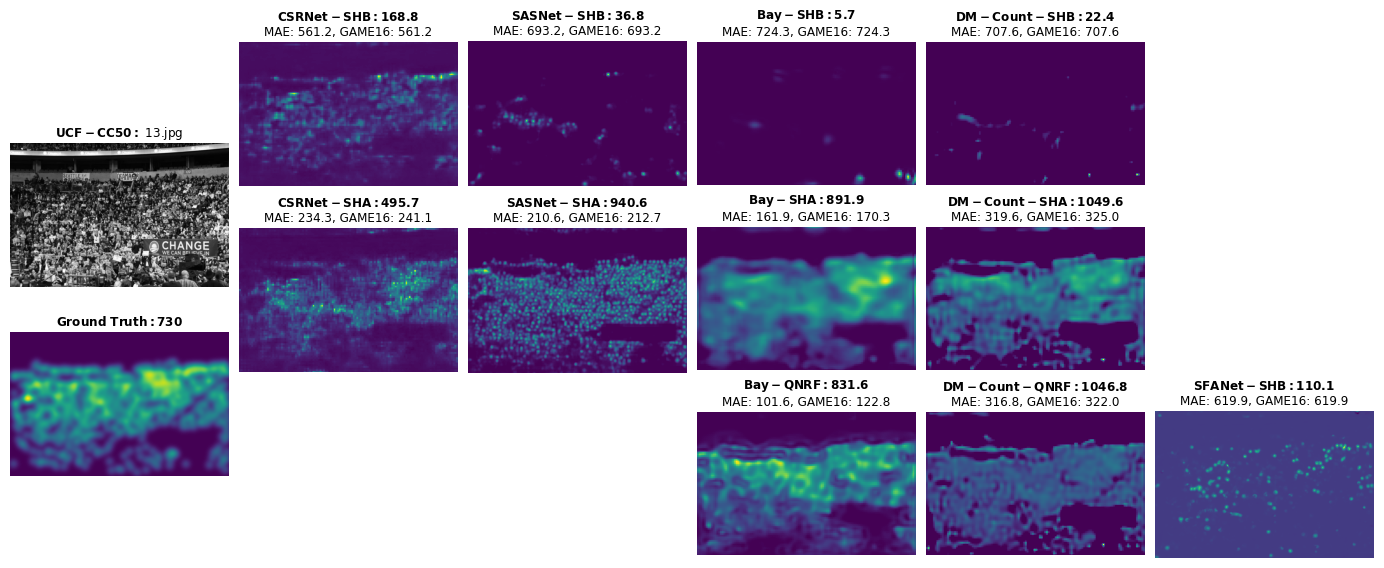 CSRNet − SHB: 168.8
MAE: 561.2, GAME16: 561.2
SASNet − SHB: 36.8
MAE: 693.2, GAME16: 693.2
Bay − SHB: 5.7
MAE: 724.3, GAME16: 724.3
DM − Count − SHB: 22.4
MAE: 707.6, GAME16: 707.6
UCF − CC50: 13.jpg
CHANGE
WE CAN BELIEVE IN
CSRNet − SHA: 495.7
MAE: 234.3, GAME16: 241.1
SASNet − SHA: 940.6
MAE: 210.6, GAME16: 212.7
Bay − SHA: 891.9
MAE: 161.9, GAME16: 170.3
DM − Count − SHA: 1049.6
MAE: 319.6, GAME16: 325.0
Ground Truth: 730
Bay − QNRF: 831.6
MAE: 101.6, GAME16: 122.8
DM − Count − QNRF: 1046.8
MAE: 316.8, GAME16: 322.0
SFANet − SHB: 110.1
MAE: 619.9, GAME16: 619.9